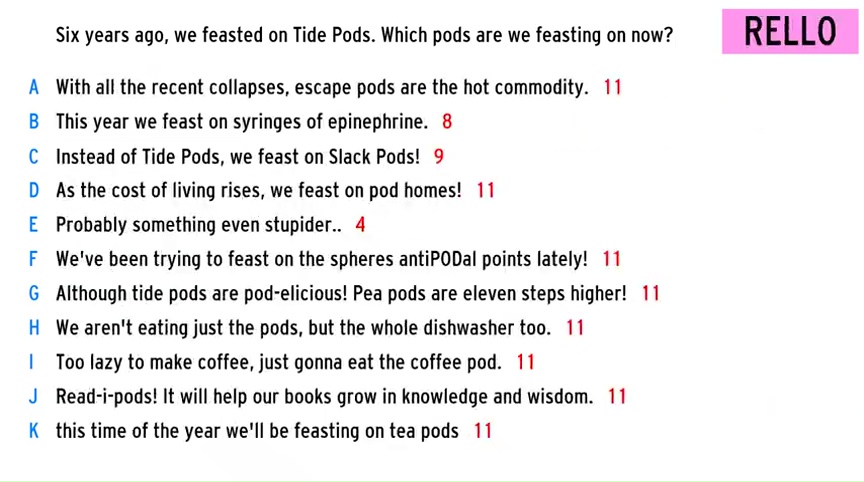 Six years ago, we feasted on Tide Pods. Which pods are we feasting on now?
RELLO
A With all the recent collapses, escape pods are the hot commodity. 11
B This year we feast on syringes of epinephrine. 8
C Instead of Tide Pods, we feast on Slack Pods! 9
D As the cost of living rises, we feast on pod homes! 11
E Probably something even stupider.. 4
F We've been trying to feast on the spheres antiPODal points lately! 11
G Although tide pods are pod-elicious! Pea pods are eleven steps higher! 11
H We aren't eating just the pods, but the whole dishwasher too. 11
I Too lazy to make coffee, just gonna eat the coffee pod. 11
J Read-i-pods! It will help our books grow in knowledge and wisdom. 11
K this time of the year we'll be feasting on tea pods 11